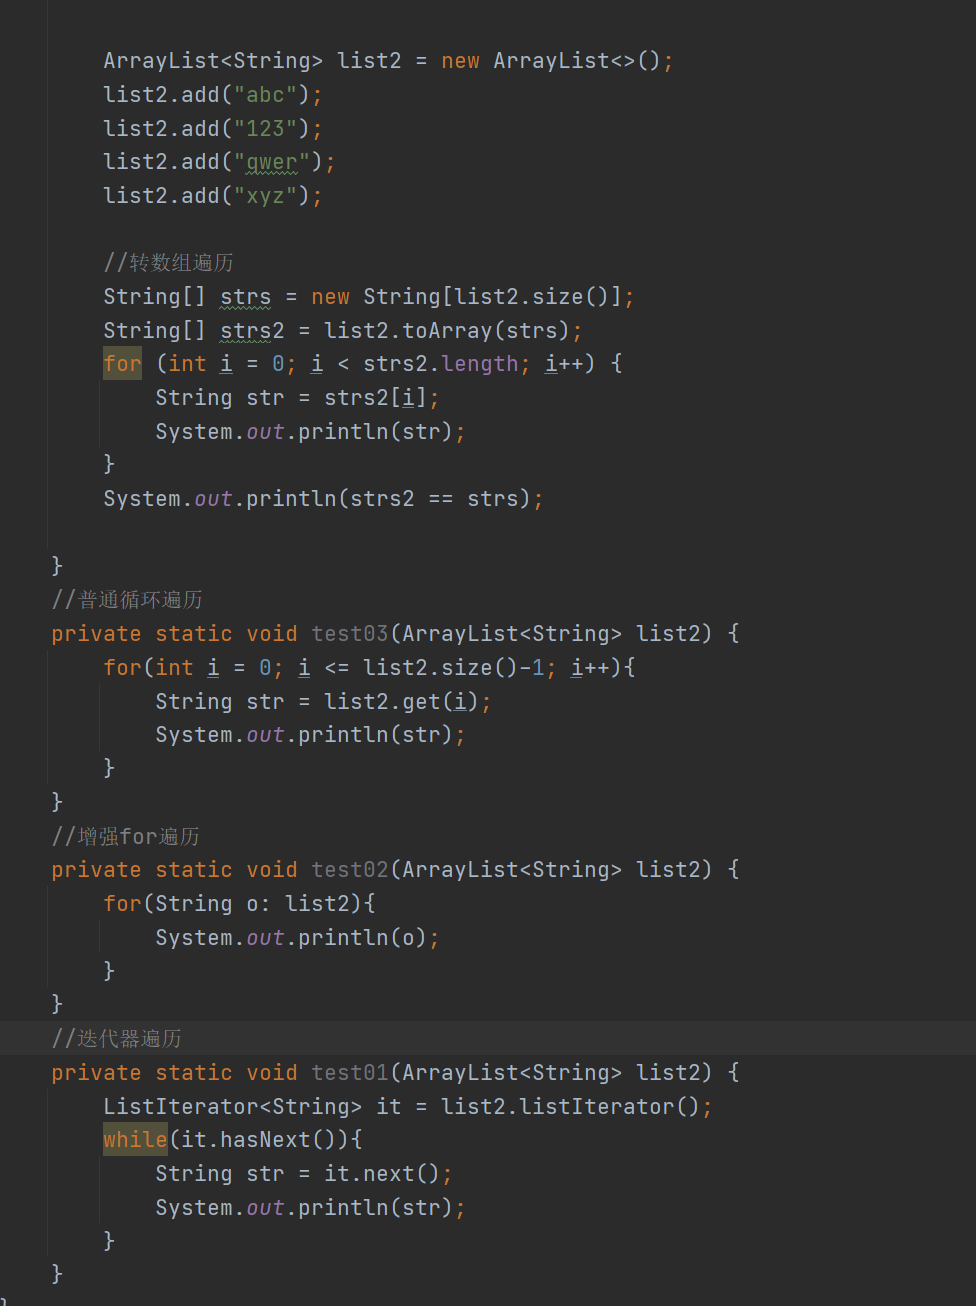 ArrayList<String> list2 = new ArrayList<>();
list2.add("abc");
list2.add("123");
list2.add("qwer");
list2.add("xyz");
//转数组遍历
String[] strs = new String[list2.size()];
String[] strs2 = list2.toArray(strs);
for (int i = 0; i < strs2.length; i++) {
String str = strs2[i];
System.out.println(str);
}
System.out.println(strs2 == strs);
}
//普通循环遍历
private static void test03(ArrayList<String> list2) {
for(int i = 0; i <= list2.size()-1; i++){
String str = list2.get(i);
System.out.println(str);
}
}
//增强for遍历
private static void test02(ArrayList<String> list2) {
for(String o: list2){
System.out.println(o);
}
}
//迭代器遍历
private static void test01(ArrayList<String> list2) {
ListIterator<String> it = list2.listIterator();
while(it.hasNext()){
String str = it.next();
System.out.println(str);
}
}
}